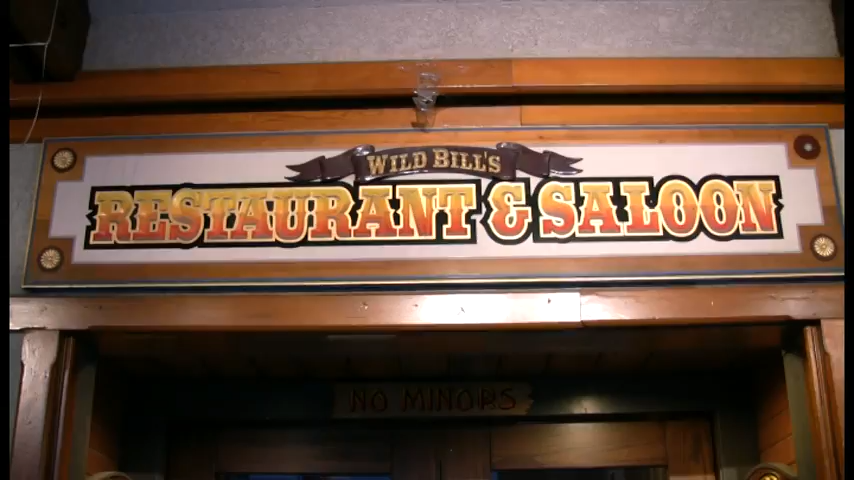 WILD BILL'S
RESTAURANT & SALOON
NO MINORS